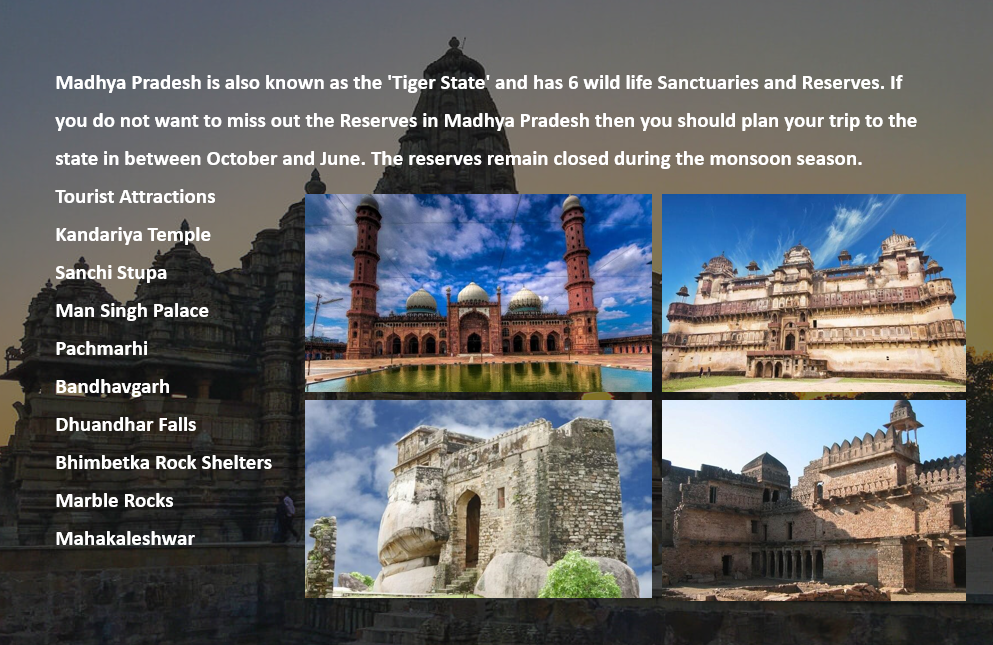 Madhya Pradesh is also known as the 'Tiger State' and has 6 wild life Sanctuaries and Reserves. If
you do not want to miss out the Reserves in Madhya Pradesh then you should plan your trip to the
state in between October and June. The reserves remain closed during the monsoon season.
Tourist Attractions
Kandariya Temple
Sanchi Stupa
Man Singh Palace
Pachmarhi
Bandhavgarh
Dhuandhar Falls
Bhimbetka Rock Shelters
Marble Rocks
Mahakaleshwar